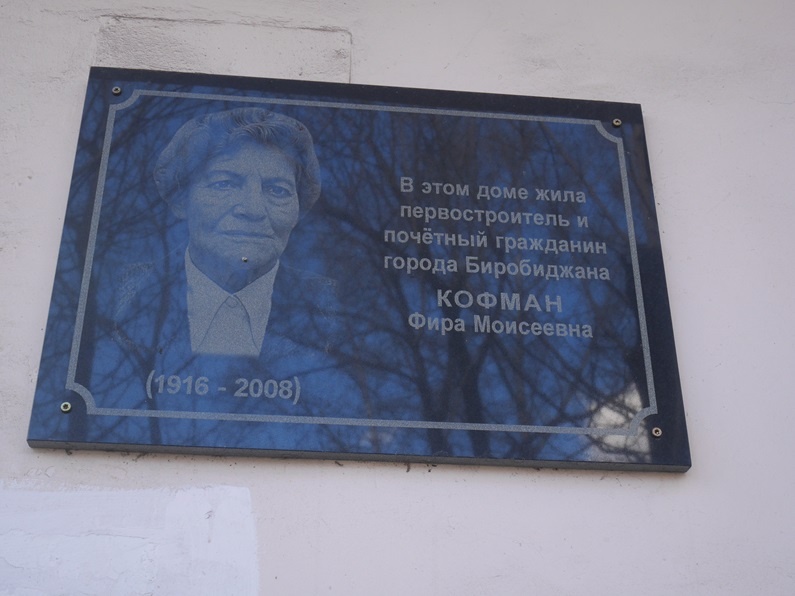 В этом доме жила
первостроитель и
почётный гражданин
города Биробиджана
КОФМАН
Фира Моисеевна
(1916 - 2008)